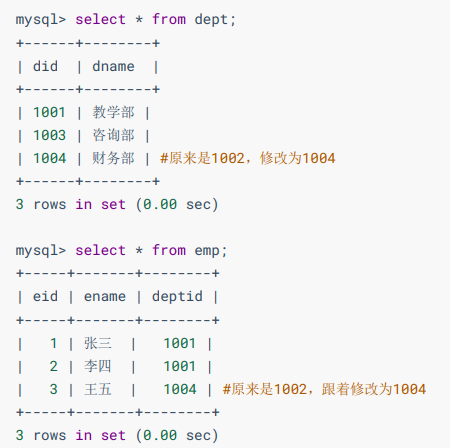 mysql> select * from dept;
+------+--------+
| did  | dname  |
+------+--------+
| 1001 | 教学部 |
| 1003 | 咨询部 |
| 1004 | 财务部 | #原来是1002，修改为1004
+------+--------+
3 rows in set (0.00 sec)

mysql> select * from emp;
+-----+-------+--------+
| eid | ename | deptid |
+-----+-------+--------+
|   1 | 张三  |   1001 |
|   2 | 李四  |   1001 |
|   3 | 王五  |   1004 | #原来是1002，跟着修改为1004
+-----+-------+--------+
3 rows in set (0.00 sec)